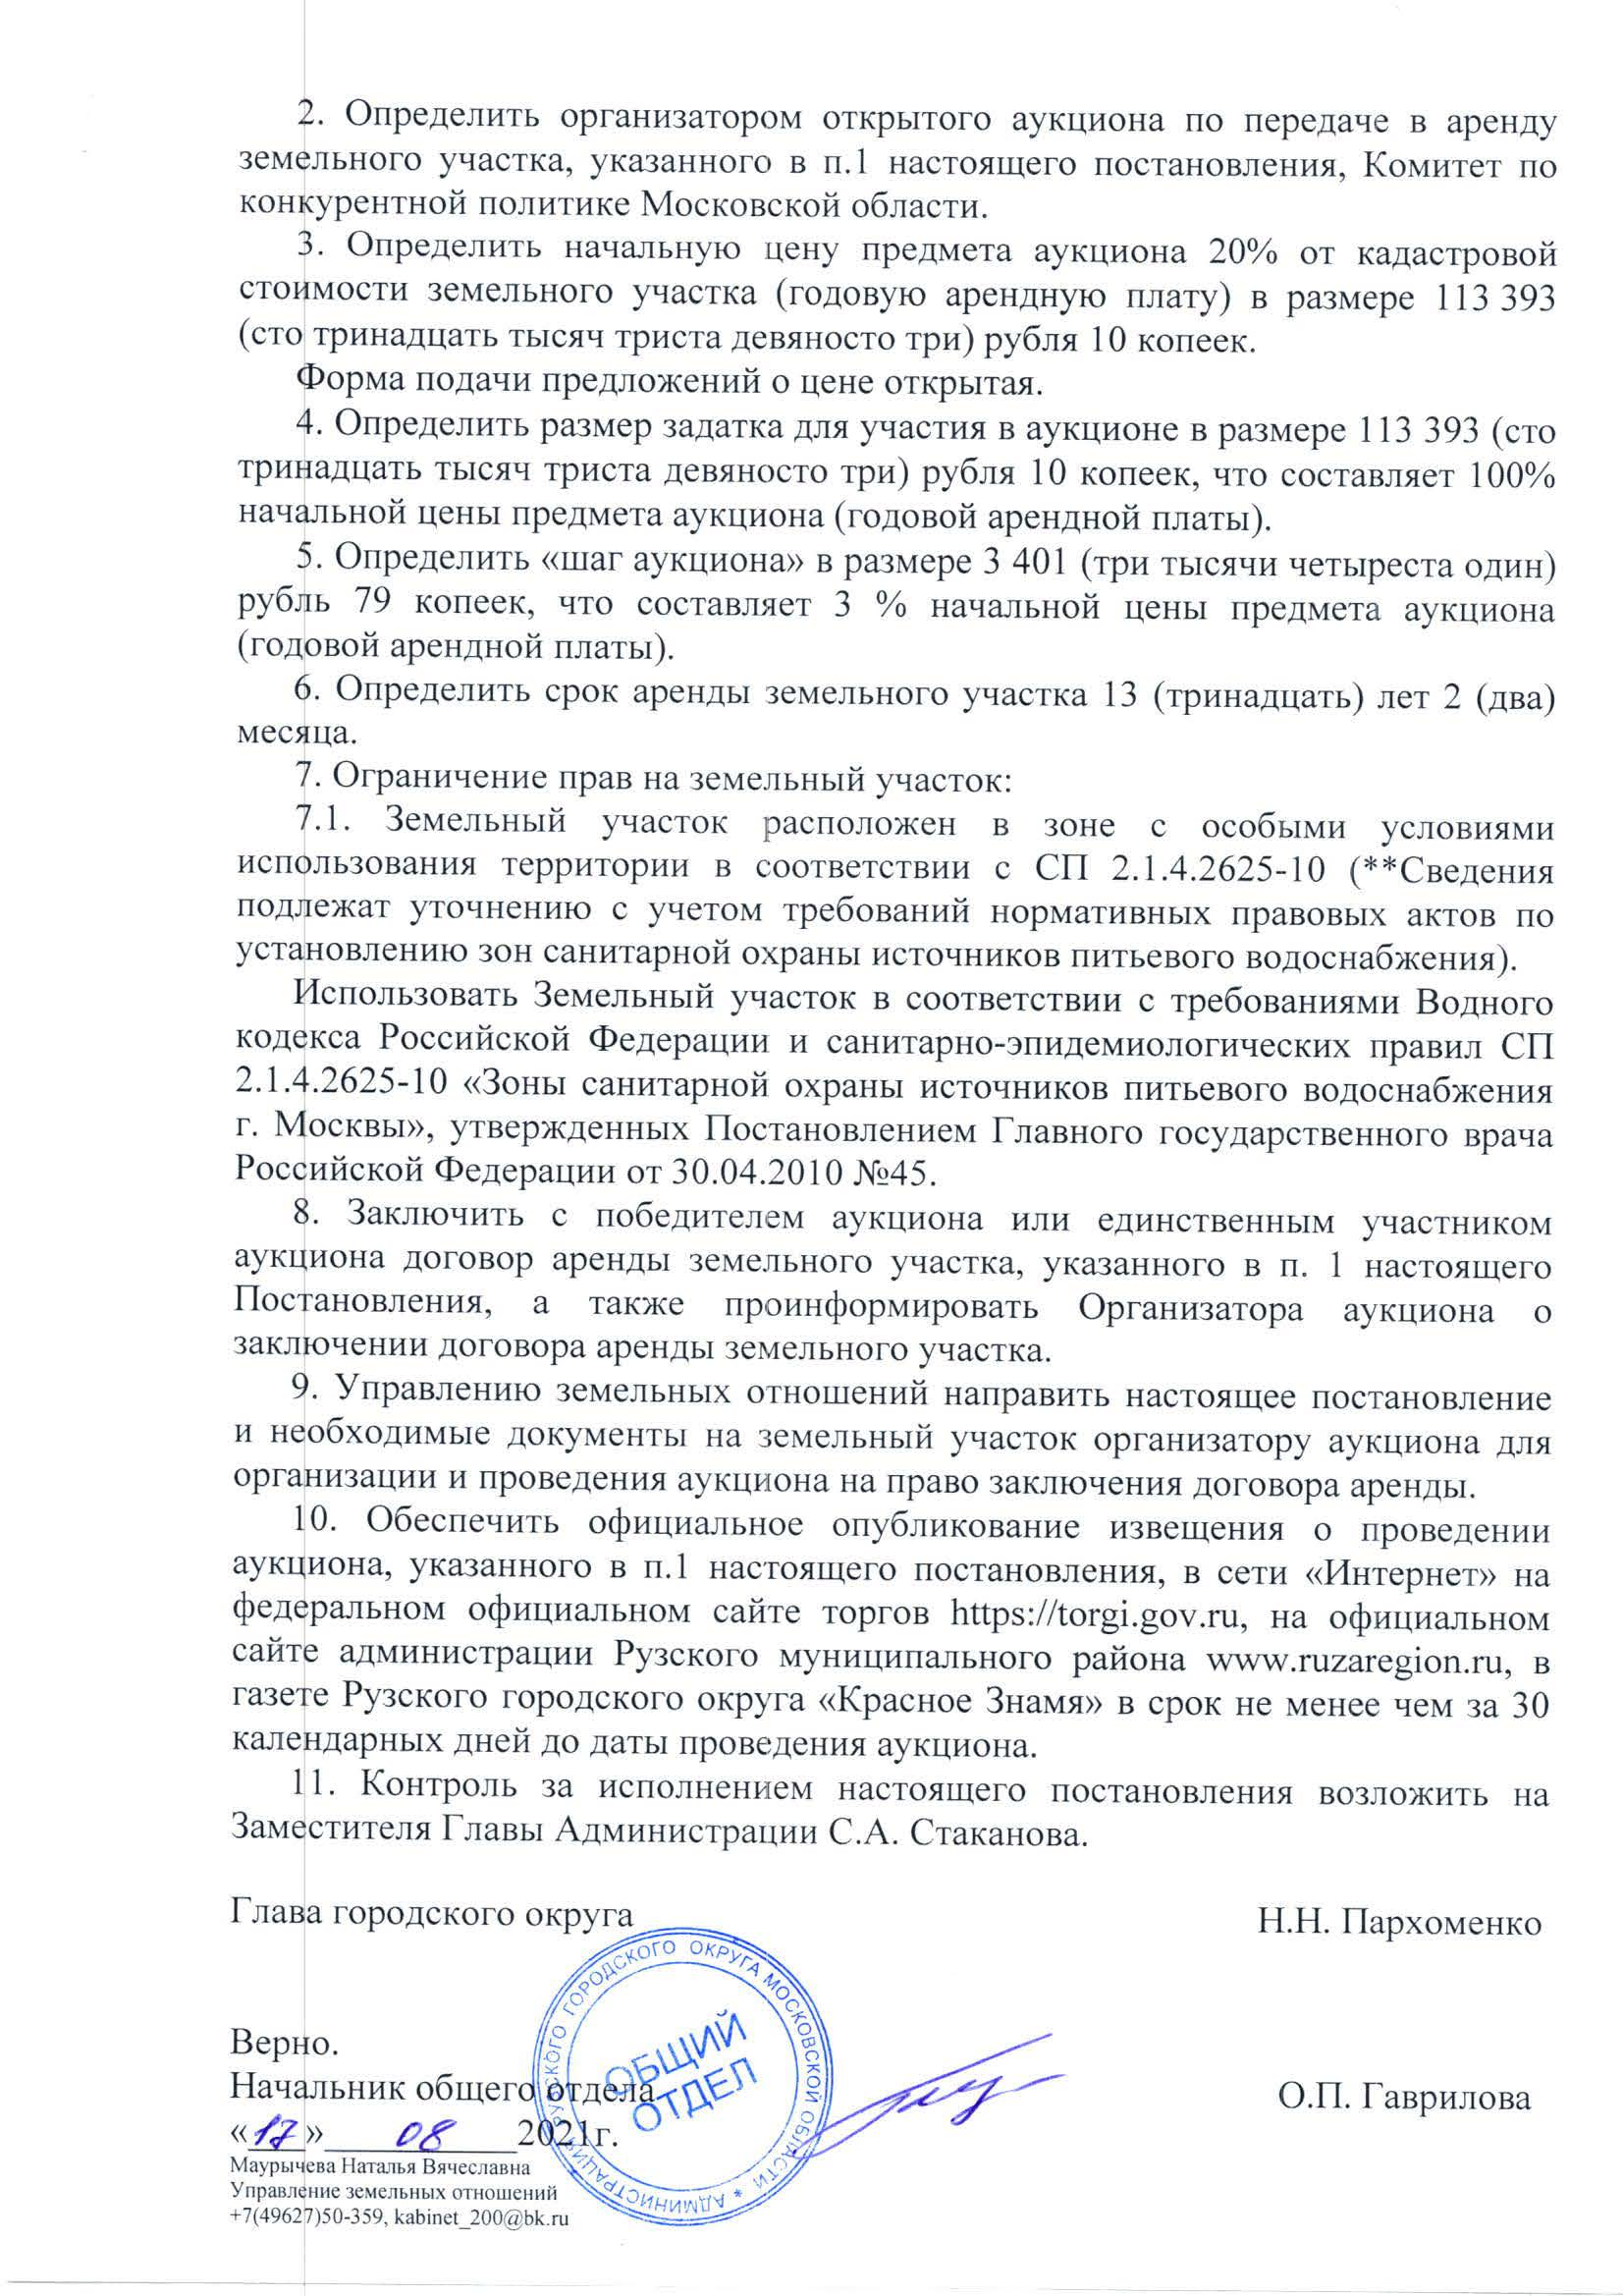 2. Определить организатором открытого аукциона по передаче в аренду
земельного участка, указанного в п.1 настоящего постановления, Комитет по
конкурентной политике Московской области.
3. Определить начальную цену предмета аукциона 20% от кадастровой
стоимости земельного участка (годовую арендную плату) в размере 113 393
(сто тринадцать тысяч триста девяносто три) рубля 10 копеек.
Форма подачи предложений о цене открытая.
4. Определить размер задатка для участия в аукционе в размере 113 393 (сто
тринадцать тысяч триста девяносто три) рубля 10 копеек, что составляет 100%
начальной цены предмета аукциона (годовой арендной платы).
5. Определить «шаг аукциона» в размере 3 401 (три тысячи четыреста один)
рубль 79 копеек, что составляет 3 % начальной цены предмета аукциона
(годовой арендной платы).
6. Определить срок аренды земельного участка 13 (тринадцать) лет 2 (два)
месяца.
7. Ограничение прав на земельный участок:
7.1. Земельный участок расположен в зоне с особыми условиями
использования территории в соответствии с СП 2.1.4.2625-10 (**Сведения
подлежат уточнению с учетом требований нормативных правовых актов по
установлению зон санитарной охраны источников питьевого водоснабжения).
Использовать Земельный участок в соответствии с требованиями Водного
кодекса Российской Федерации и санитарно-эпидемиологических правил СП
2.1.4.2625-10 «Зоны санитарной охраны источников питьевого водоснабжения
г. Москвы», утвержденных Постановлением Главного государственного врача
Российской Федерации от 30.04.2010 №45.
8. Заключить с победителем аукциона или единственным участником
аукциона договор аренды земельного участка, указанного в п. 1 настоящего
Постановления, а также проинформировать Организатора аукциона о
заключении договора аренды земельного участка.
9. Управлению земельных отношений направить настоящее постановление
и необходимые документы на земельный участок организатору аукциона для
организации и проведения аукциона на право заключения договора аренды.
10. Обеспечить официальное опубликование извещения о проведении
аукциона, указанного в п.1 настоящего постановления, в сети «Интернет» на
федеральном официальном сайте торгов https://torgi.gov.ru, на официальном
сайте администрации Рузского муниципального района www.ruzaregion.ru, в
газете Рузского городского округа «Красное Знамя» в срок не менее чем за 30
календарных дней до даты проведения аукциона.
11. Контроль за исполнением настоящего постановления возложить на
Заместителя Главы Администрации С.А. Стаканова.
Глава городского округа Н.Н. Пархоменко
АДМИНИСТРАЦИЯ РУЗСКОГО ГОРОДСКОГО ОКРУГА МОСКОВСКОЙ ОБЛАСТИ *
ОБЩИЙ
ОТДЕЛ
Верно.
Начальник общего отдела О.П. Гаврилова
«17» 08 2021г.
Маурычева Наталья Вячеславна
Управление земельных отношений
+7(49627)50-359, kabinet_200@bk.ru